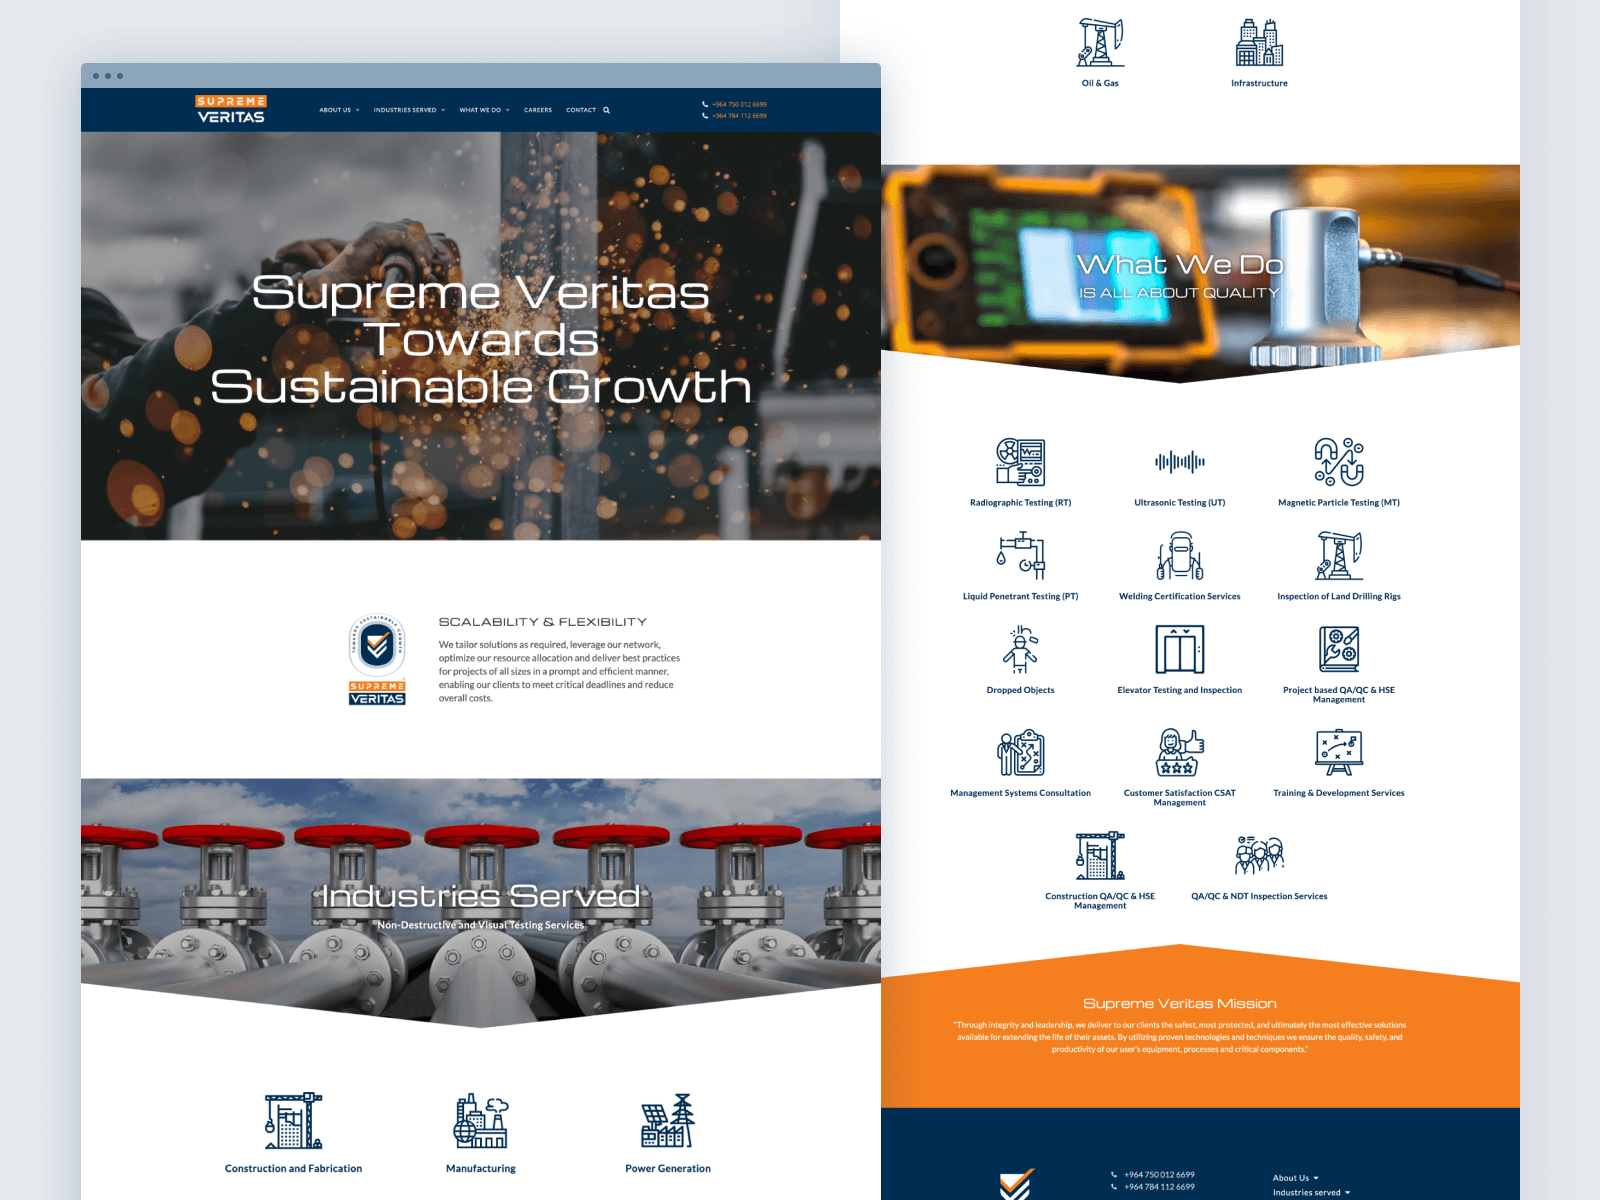 SUPREME
VERITAS
ABOUT US
INDUSTRIES SERVED
WHAT WE DO
CAREERS
CONTACT
+964 750 012 6699
+964 784 112 6699
Supreme Veritas
Towards
Sustainable Growth
TOWARDS SUSTAINABLE GROWTH
SUPREME
VERITAS
SCALABILITY & FLEXIBILITY
We tailor solutions as required, leverage our network,
optimize our resource allocation and deliver best practices
for projects of all sizes in a prompt and efficient manner,
enabling our clients to meet critical deadlines and reduce
overall costs.
Industries Served
Non-Destructive and Visual Testing Services
Construction and Fabrication
Manufacturing
Power Generation
Oil & Gas
Infrastructure
What We Do
IS ALL ABOUT QUALITY
Radiographic Testing (RT)
Ultrasonic Testing (UT)
Magnetic Particle Testing (MT)
Liquid Penetrant Testing (PT)
Welding Certification Services
Inspection of Land Drilling Rigs
Dropped Objects
Elevator Testing and Inspection
Project based QA/QC & HSE
Management
Management Systems Consultation
Customer Satisfaction CSAT
Management
Training & Development Services
Construction QA/QC & HSE
Management
QA/QC & NDT Inspection Services
Supreme Veritas Mission
"Through integrity and leadership, we deliver to our clients the safest, most protected, and ultimately the most effective solutions
available for extending the life of their assets. By utilizing proven technologies and techniques we ensure the quality, safety, and
productivity of our user's equipment, processes and critical components."
+964 750 012 6699
+964 784 112 6699
About Us
Industries served